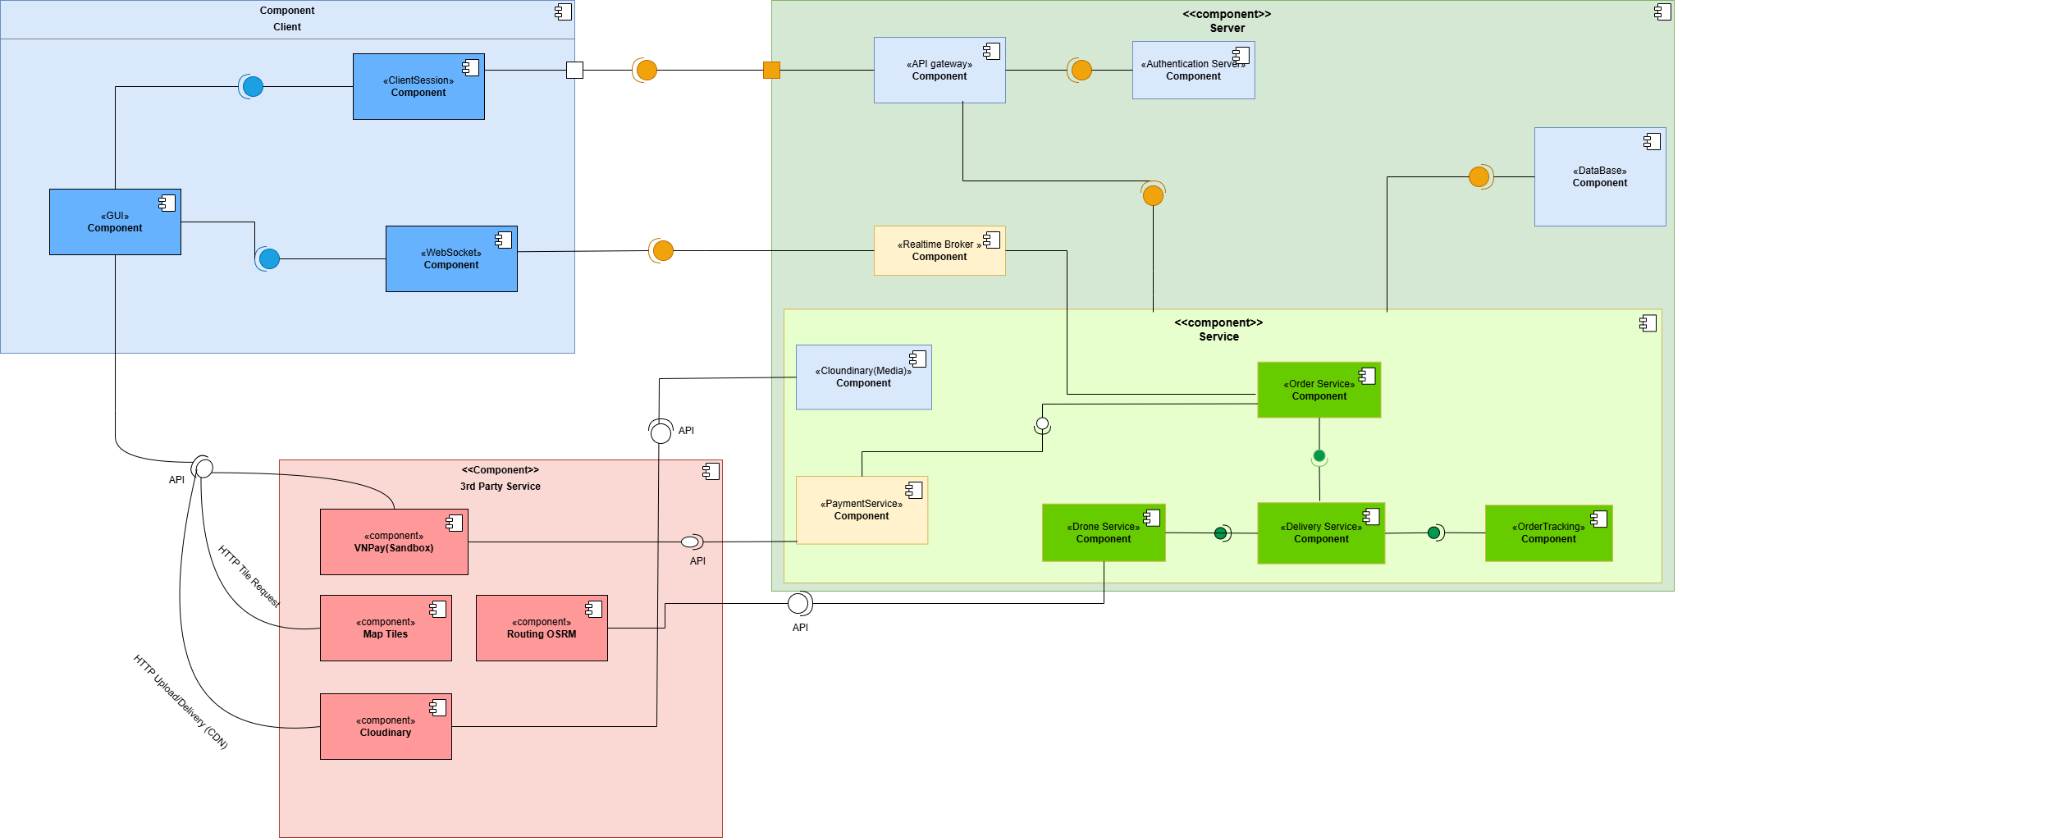 Component
Client
«ClientSession»
Component
«GUI»
Component
«WebSocket»
Component
<<component>>
Server
«API gateway»
Component
«Authentication Server»
Component
«DataBase»
Component
«Realtime Broker »
Component
<<component>>
Service
«Cloundinary(Media)»
Component
«Order Service»
Component
«PaymentService»
Component
«Drone Service»
Component
«Delivery Service»
Component
«OrderTracking»
Component
API
API
API
API
<<Component>>
3rd Party Service
«component»
VNPay(Sandbox)
«component»
Map Tiles
«component»
Routing OSRM
«component»
Cloudinary
HTTP Tile Request
HTTP Upload/Delivery (CDN)